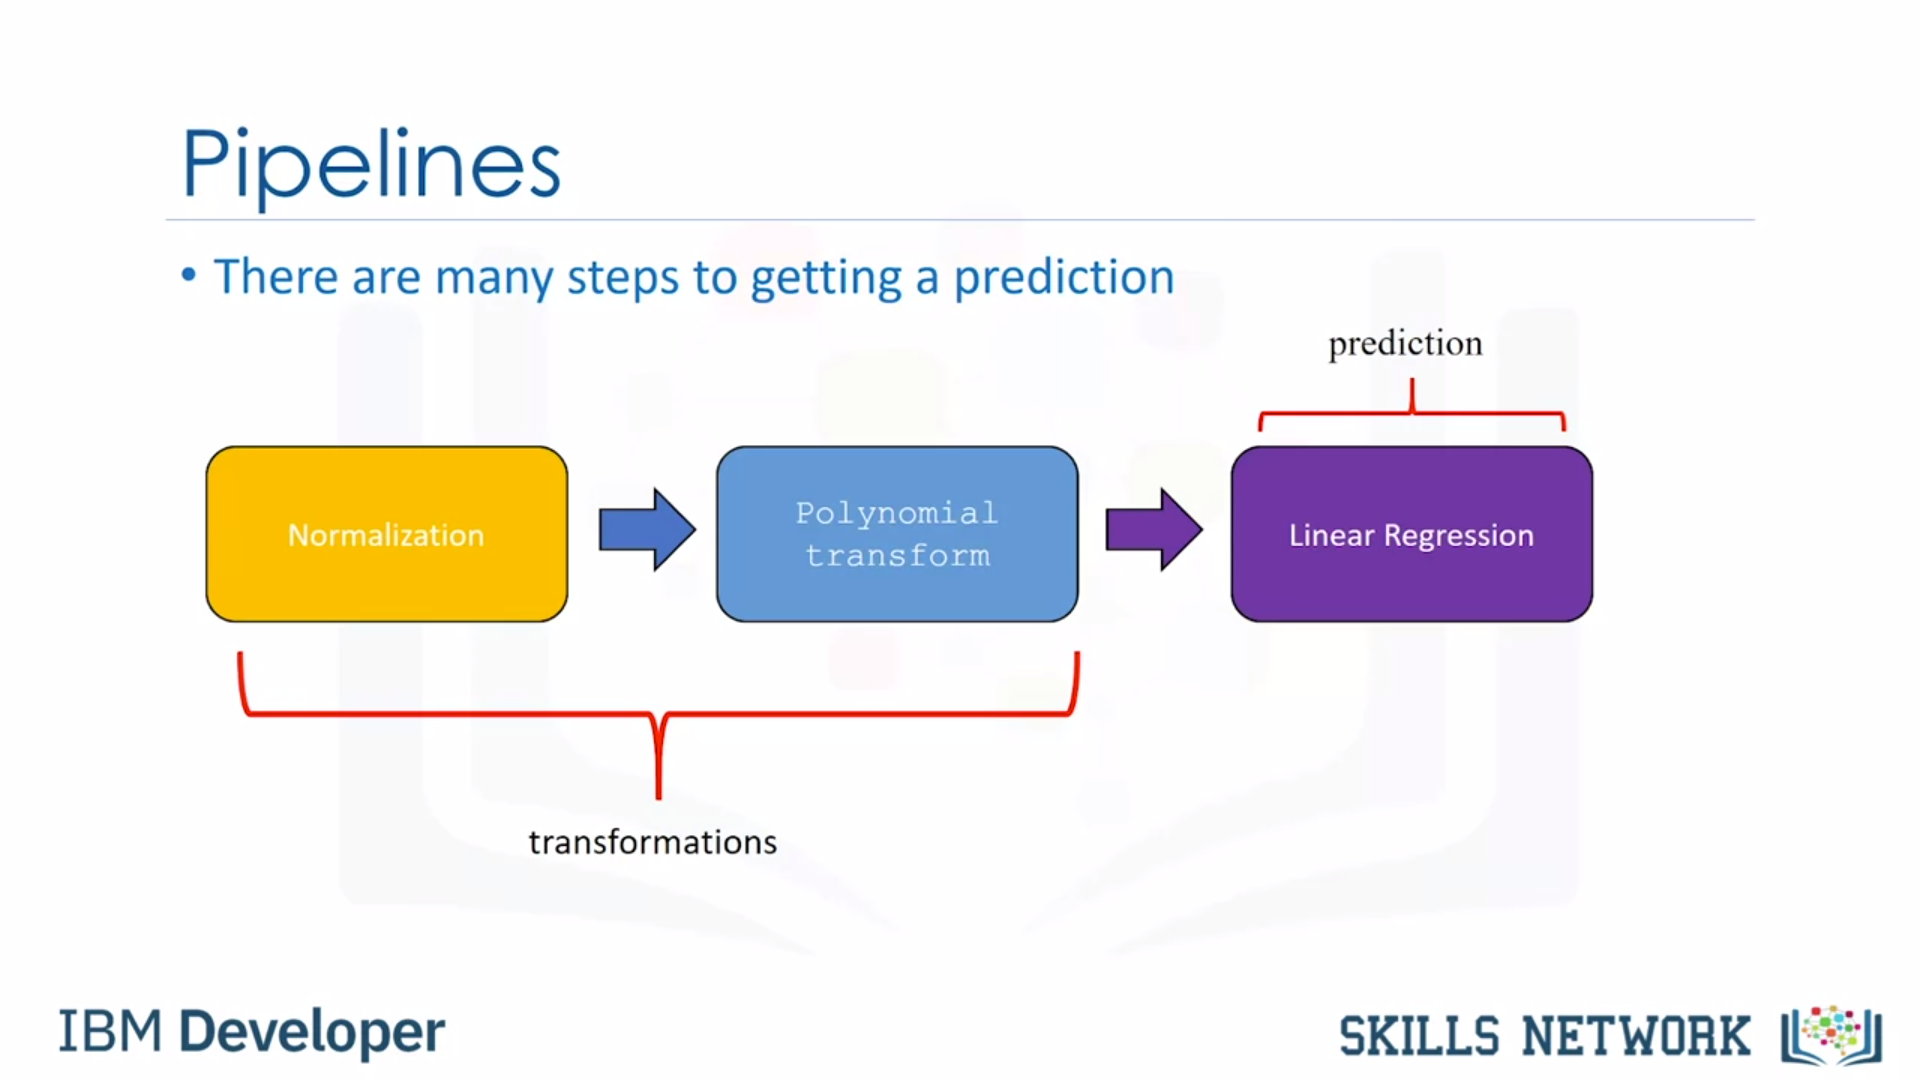 Pipelines
• There are many steps to getting a prediction
prediction
Normalization
Polynomial
transform
Linear Regression
transformations
IBM Developer
SKILLS NETWORK